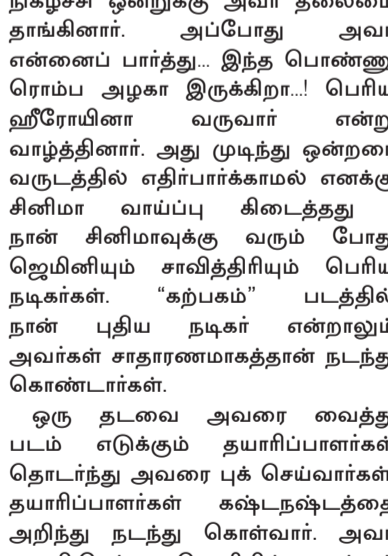 நிகழ்ச்சி ஒன்றுக்கு அவர் தலைமை
தாங்கினார். அப்போது அவ
என்னைப் பார்த்து... இந்த பொண்ணு
ரொம்ப அழகா இருக்கிறா...! பெரிய
ஹீரோயினா வருவார் என்று
வாழ்த்தினார். அது முடிந்து ஒன்றரை
வருடத்தில் எதிர்பார்க்காமல் எனக்கு
சினிமா வாய்ப்பு கிடைத்தது
நான் சினிமாவுக்கு வரும் போது
ஜெமினியும் சாவித்திரியும் பெரிய
நடிகர்கள். “கற்பகம்” படத்தில்
நான் புதிய நடிகர் என்றாலும்
அவர்கள் சாதாரணமாகத்தான் நடந்து
கொண்டார்கள்.
ஒரு தடவை அவரை வைத்து
படம் எடுக்கும் தயாரிப்பாளர்கள்
தொடர்ந்து அவரை புக் செய்வார்கள்
தயாரிப்பாளர்கள் கஷ்டநஷ்டத்தை
அறிந்து நடந்து கொள்வார். அவ